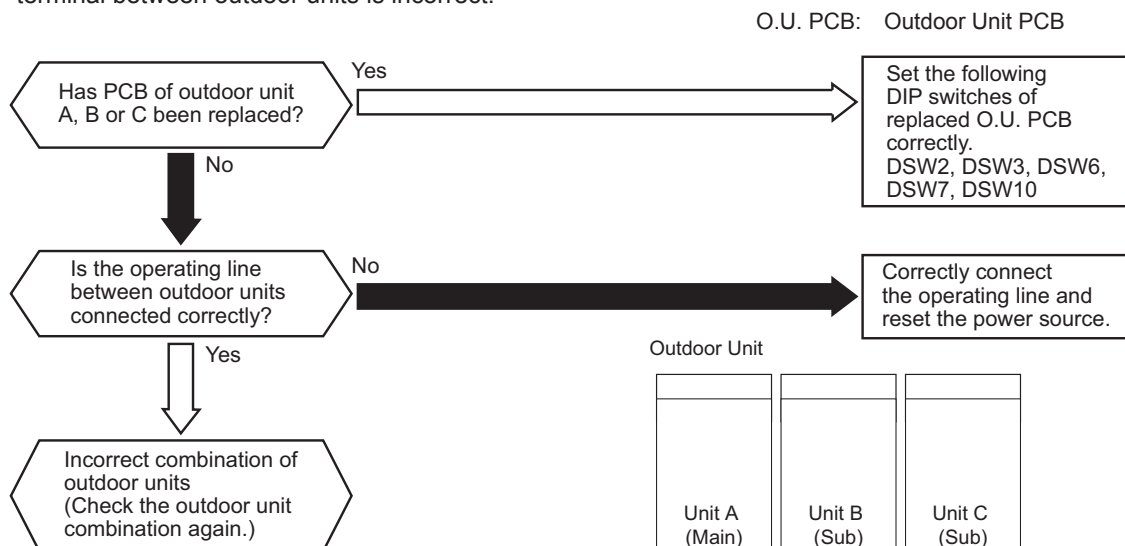 terminal between outdoor units is incorrect.
O.U. PCB: Outdoor Unit PCB
Has PCB of outdoor unit
A, B or C been replaced?
Yes
Set the following
DIP switches of
replaced O.U. PCB
correctly.
DSW2, DSW3, DSW6,
DSW7, DSW10
No
Is the operating line
between outdoor units
connected correctly?
No
Correctly connect
the operating line and
reset the power source.
Yes
Outdoor Unit
Incorrect combination of
outdoor units
(Check the outdoor unit
combination again.)
Unit A
(Main)
Unit B
(Sub)
Unit C
(Sub)